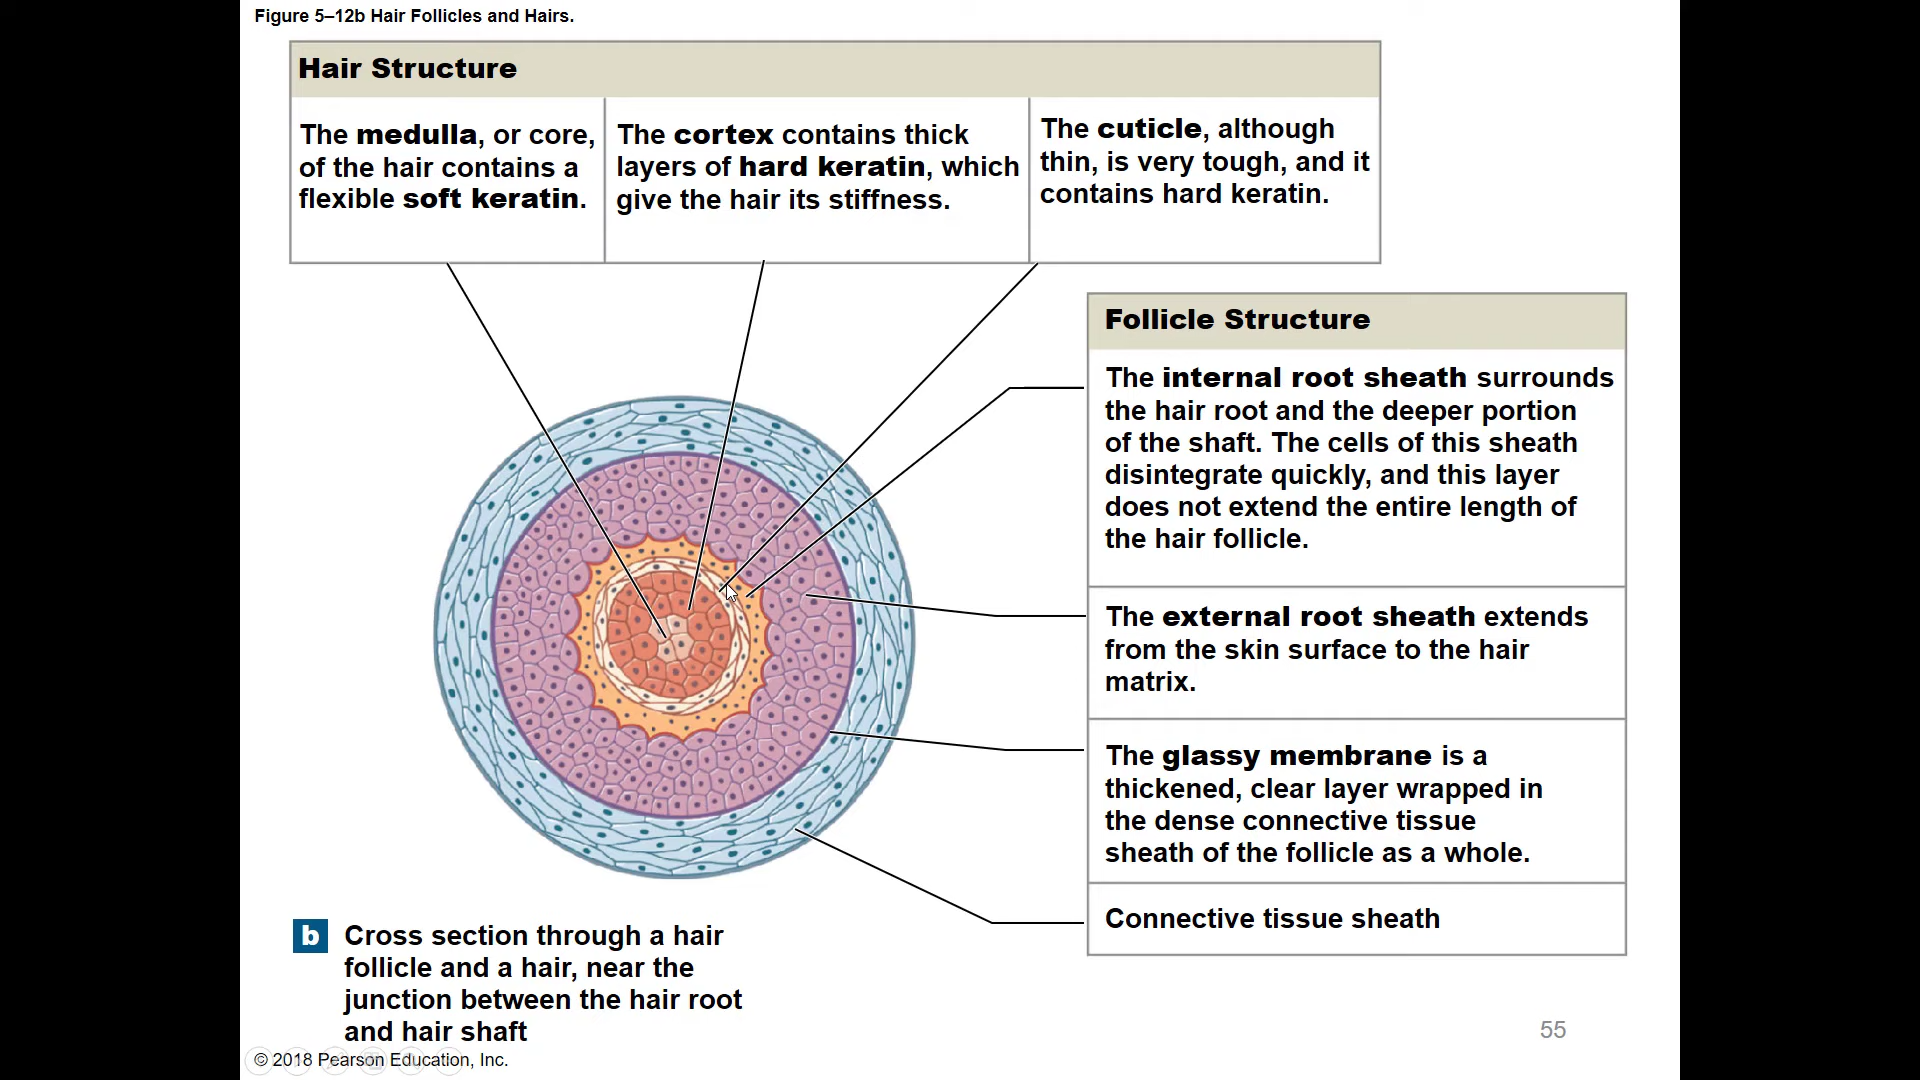 Figure 5–12b Hair Follicles and Hairs.
Hair Structure
The medulla, or core,
of the hair contains a
flexible soft keratin.
The cortex contains thick
layers of hard keratin, which
give the hair its stiffness.
The cuticle, although
thin, is very tough, and it
contains hard keratin.
Follicle Structure
The internal root sheath surrounds
the hair root and the deeper portion
of the shaft. The cells of this sheath
disintegrate quickly, and this layer
does not extend the entire length of
the hair follicle.
The external root sheath extends
from the skin surface to the hair
matrix.
The glassy membrane is a
thickened, clear layer wrapped in
the dense connective tissue
sheath of the follicle as a whole.
Connective tissue sheath
b Cross section through a hair
follicle and a hair, near the
junction between the hair root
and hair shaft
55
© 2018 Pearson Education, Inc.